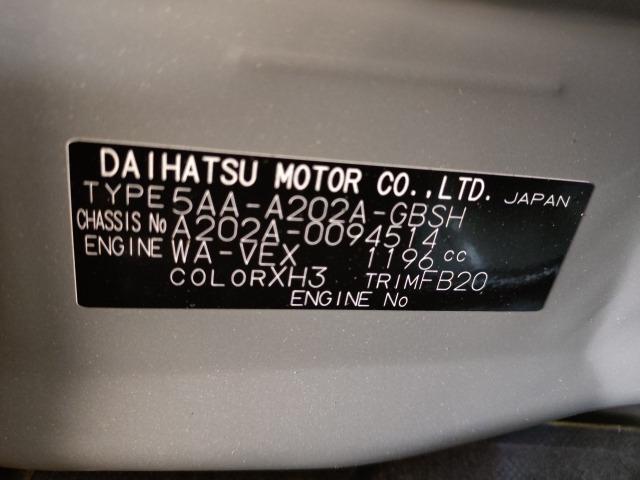 DAIHATSU MOTOR CO.,LTD. JAPAN
TYPE 5AA-A202A-GBSH
CHASSIS No A202A-0094514
ENGINE WA-VEX 1196 cc
COLOR XH3 TRIM FB20
ENGINE No